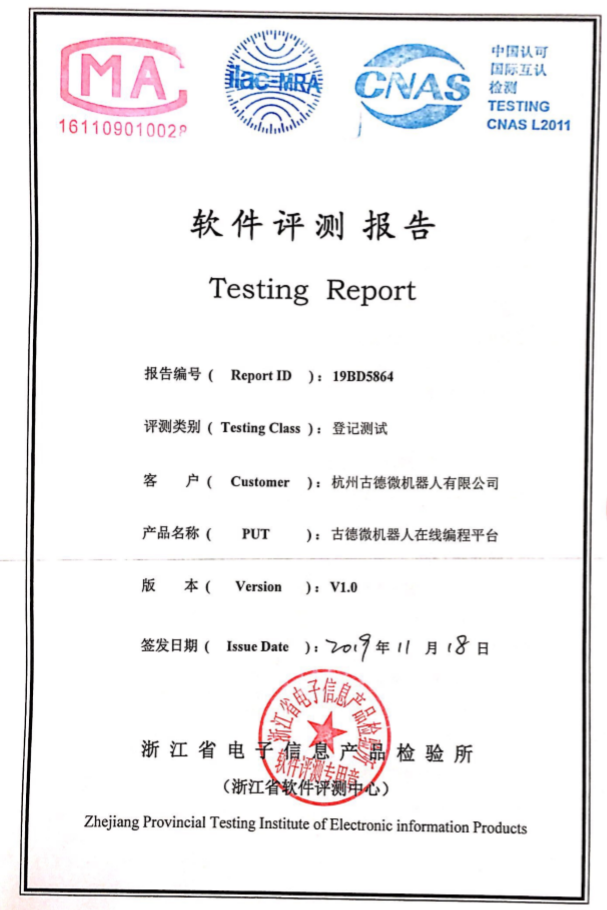 MA
161109010028
ilac-MRA
CNAS
中国认可
国际互认
检测
TESTING
CNAS L2011
软件评测报告
Testing Report
报告编号 ( Report ID ): 19BD5864
评测类别 ( Testing Class ): 登记测试
客 户 ( Customer ): 杭州古德微机器人有限公司
产品名称 ( PUT ): 古德微机器人在线编程平台
版 本 ( Version ): V1.0
签发日期 ( Issue Date ): 2019 年 11 月 18 日
浙江省电子信息产品检验所
软件评测专用章
浙江省电子信息产品检验所
（浙江省软件评测中心）
Zhejiang Provincial Testing Institute of Electronic information Products